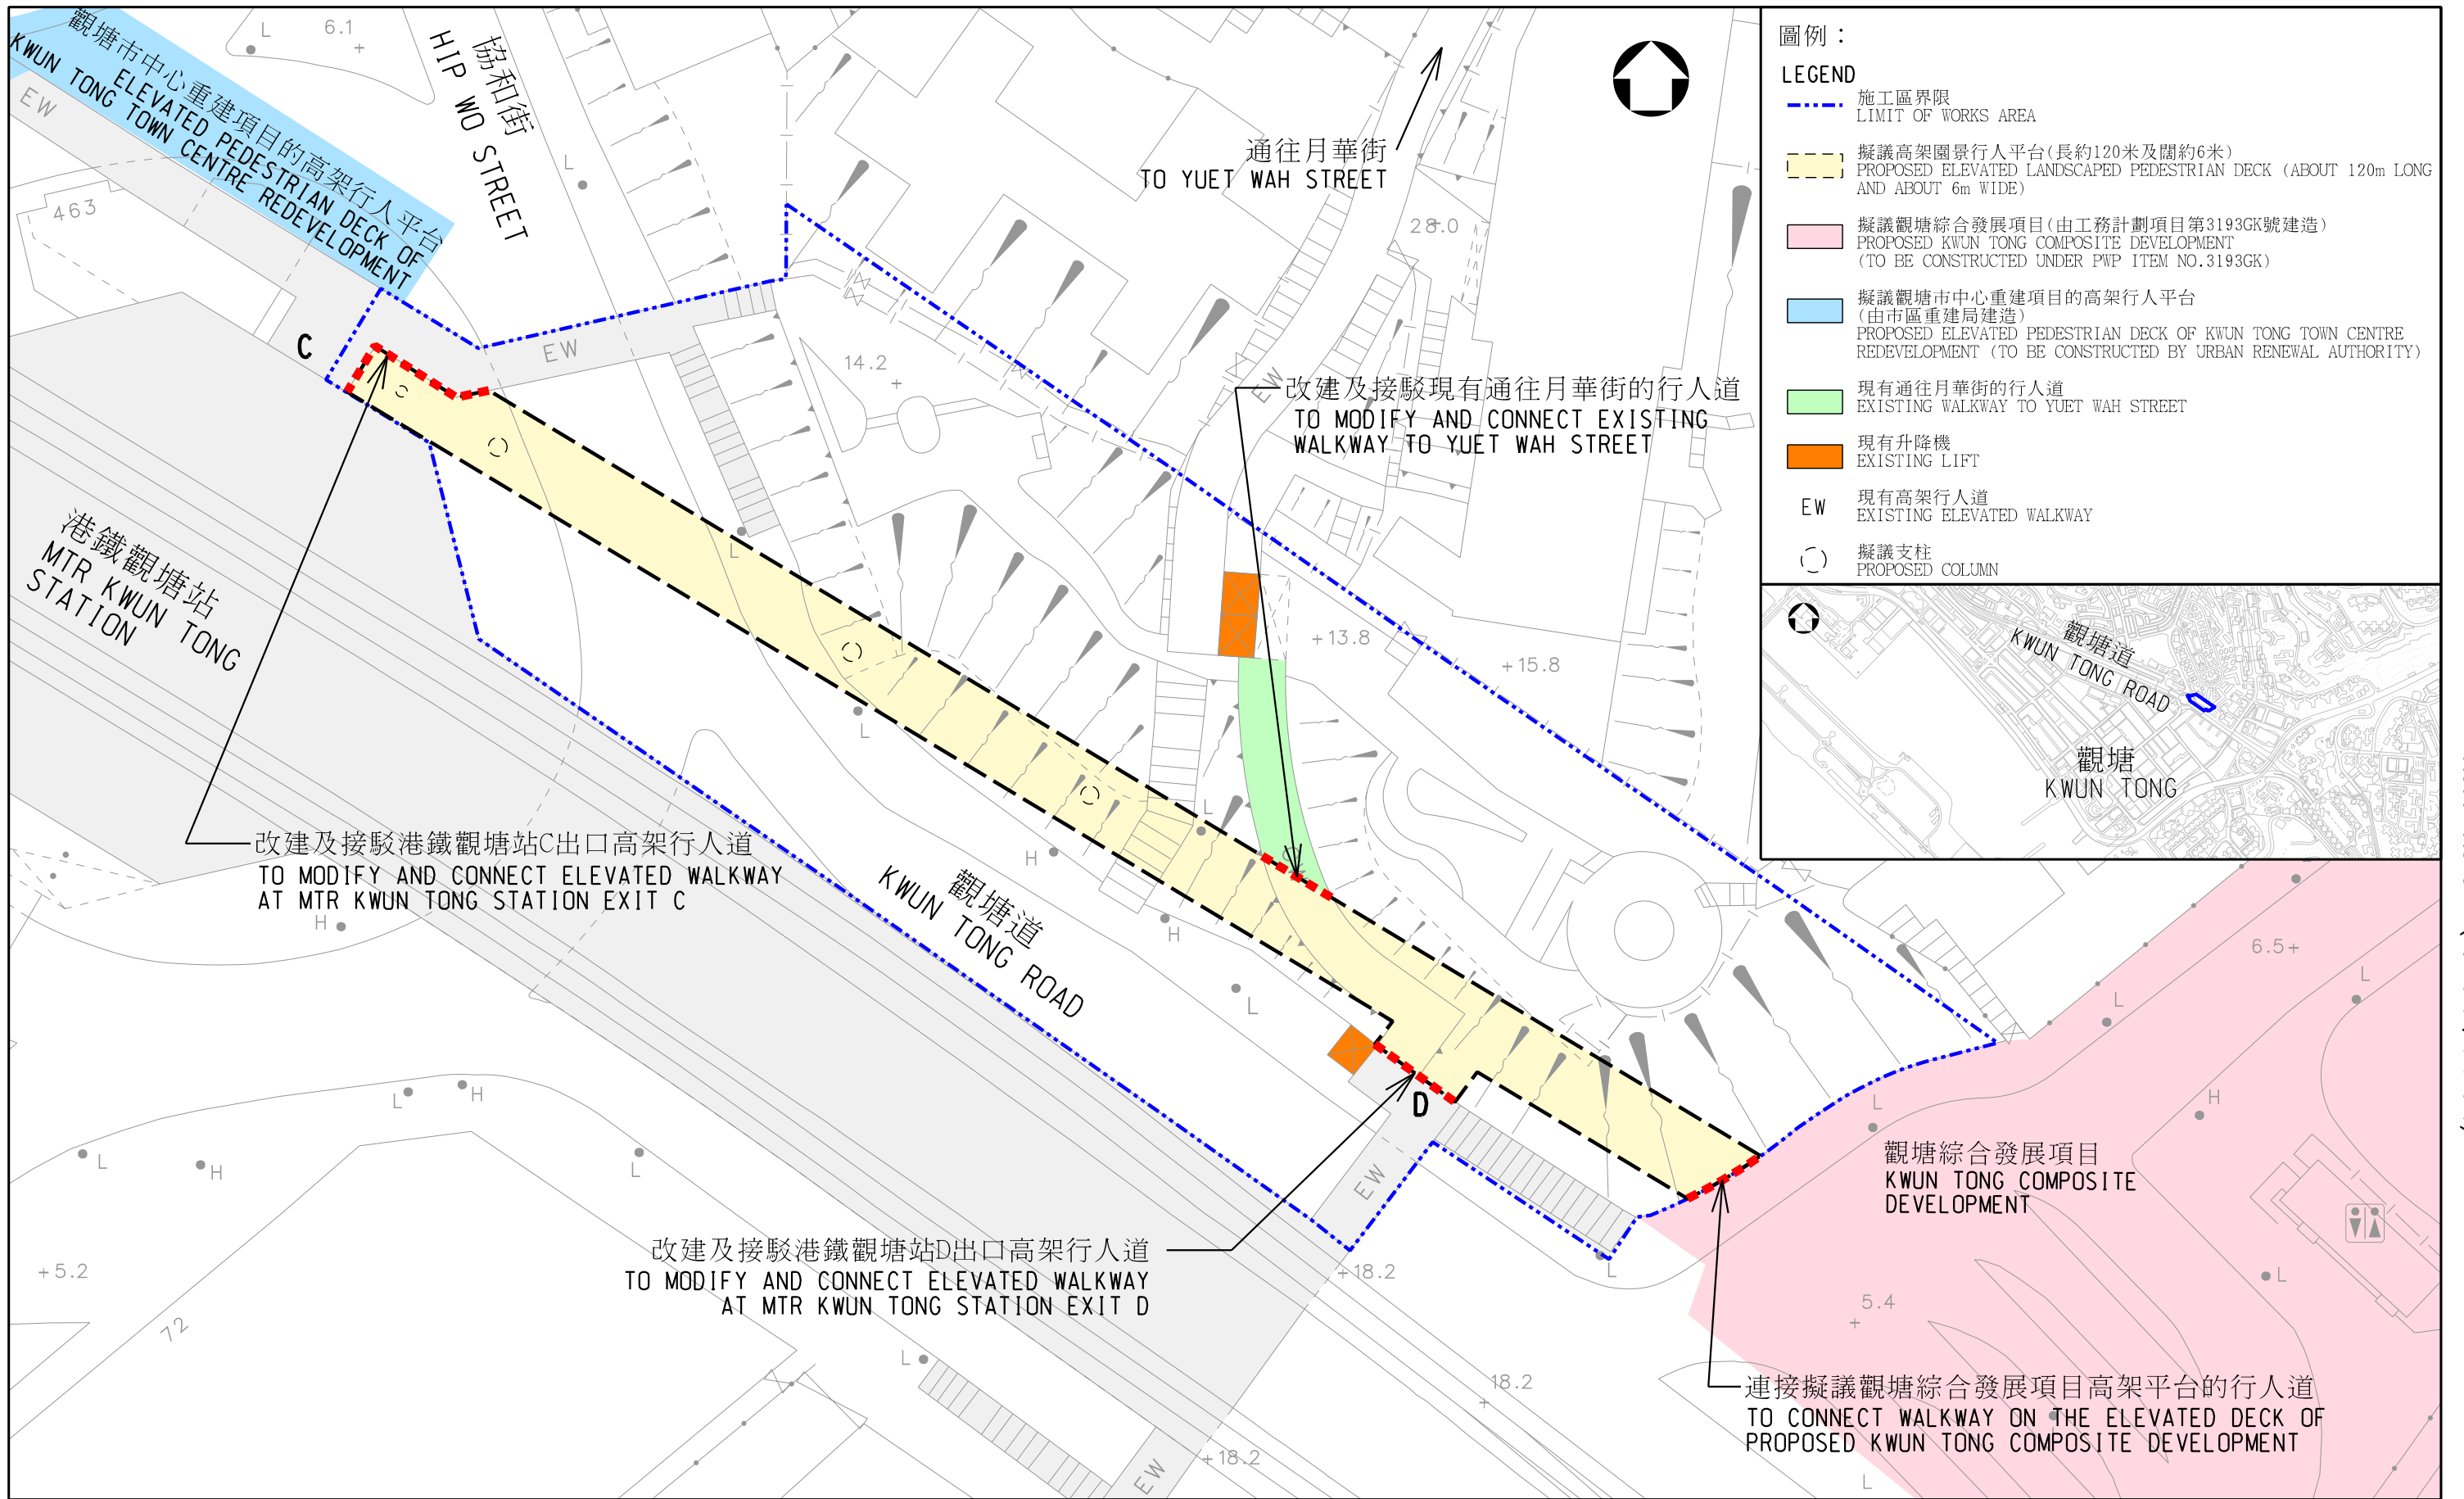 觀塘市中心重建項目的高架行人平台
ELEVATED PEDESTRIAN DECK OF
KWUN TONG TOWN CENTRE REDEVELOPMENT
EW
463
L
6.1
協和街
HIP WO STREET
L
通往月華街
TO YUET WAH STREET
28.0
C
EW
14.2
EW
改建及接駁現有通往月華街的行人道
TO MODIFY AND CONNECT EXISTING
WALKWAY TO YUET WAH STREET
港鐵觀塘站
MTR KWUN TONG
STATION
L
+13.8
+15.8
L
L
改建及接駁港鐵觀塘站C出口高架行人道
TO MODIFY AND CONNECT ELEVATED WALKWAY
AT MTR KWUN TONG STATION EXIT C
H
H
H
觀塘道
KWUN TONG ROAD
L
6.5+
L
L
L
H
D
EW
L
H
L
H
L
觀塘綜合發展項目
KWUN TONG COMPOSITE
DEVELOPMENT
改建及接駁港鐵觀塘站D出口高架行人道
TO MODIFY AND CONNECT ELEVATED WALKWAY
AT MTR KWUN TONG STATION EXIT D
+5.2
72
+18.2
L
L
5.4
L
18.2
連接擬議觀塘綜合發展項目高架平台的行人道
TO CONNECT WALKWAY ON THE ELEVATED DECK OF
PROPOSED KWUN TONG COMPOSITE DEVELOPMENT
+18.2
EW
L
圖例：
LEGEND
施工區界限
LIMIT OF WORKS AREA
擬議高架園景行人平台(長約120米及闊約6米)
PROPOSED ELEVATED LANDSCAPED PEDESTRIAN DECK (ABOUT 120m LONG
AND ABOUT 6m WIDE)
擬議觀塘綜合發展項目(由工務計劃項目第3193GK號建造)
PROPOSED KWUN TONG COMPOSITE DEVELOPMENT
(TO BE CONSTRUCTED UNDER PWP ITEM NO.3193GK)
擬議觀塘市中心重建項目的高架行人平台
(由市區重建局建造)
PROPOSED ELEVATED PEDESTRIAN DECK OF KWUN TONG TOWN CENTRE
REDEVELOPMENT (TO BE CONSTRUCTED BY URBAN RENEWAL AUTHORITY)
現有通往月華街的行人道
EXISTING WALKWAY TO YUET WAH STREET
現有升降機
EXISTING LIFT
EW
現有高架行人道
EXISTING ELEVATED WALKWAY
擬議支柱
PROPOSED COLUMN
觀塘道
KWUN TONG ROAD
觀塘
KWUN TONG